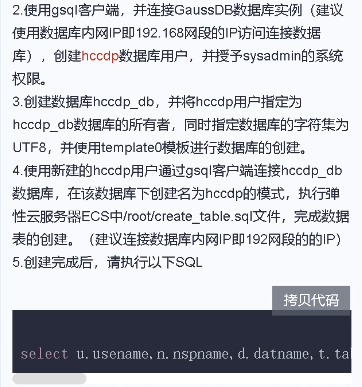 2.使用gsql客户端，并连接GaussDB数据库实例（建议
使用数据库内网IP即192.168网段的IP访问连接数据
库），创建hccdp数据库用户，并授予sysadmin的系统
权限。
3.创建数据库hccdp_db，并将hccdp用户指定为
hccdp_db数据库的所有者，同时指定数据库的字符集为
UTF8，并使用template0模板进行数据库的创建。
4.使用新建的hccdp用户通过gsql客户端连接hccdp_db
数据库，在该数据库下创建名为hccdp的模式，执行弹
性云服务器ECS中/root/create_table.sql文件，完成数据
表的创建。（建议连接数据库内网IP即192网段的的IP）
5.创建完成后，请执行以下SQL
拷贝代码
select u.usename,n.nspname,d.datname,t.tal